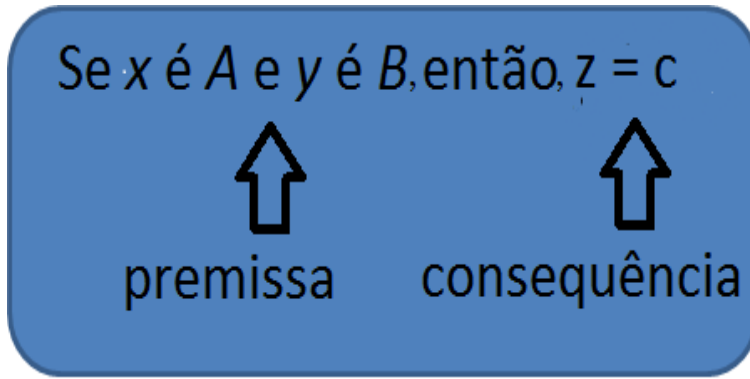 Se x é A e y é B, então, z = c
premissa consequência